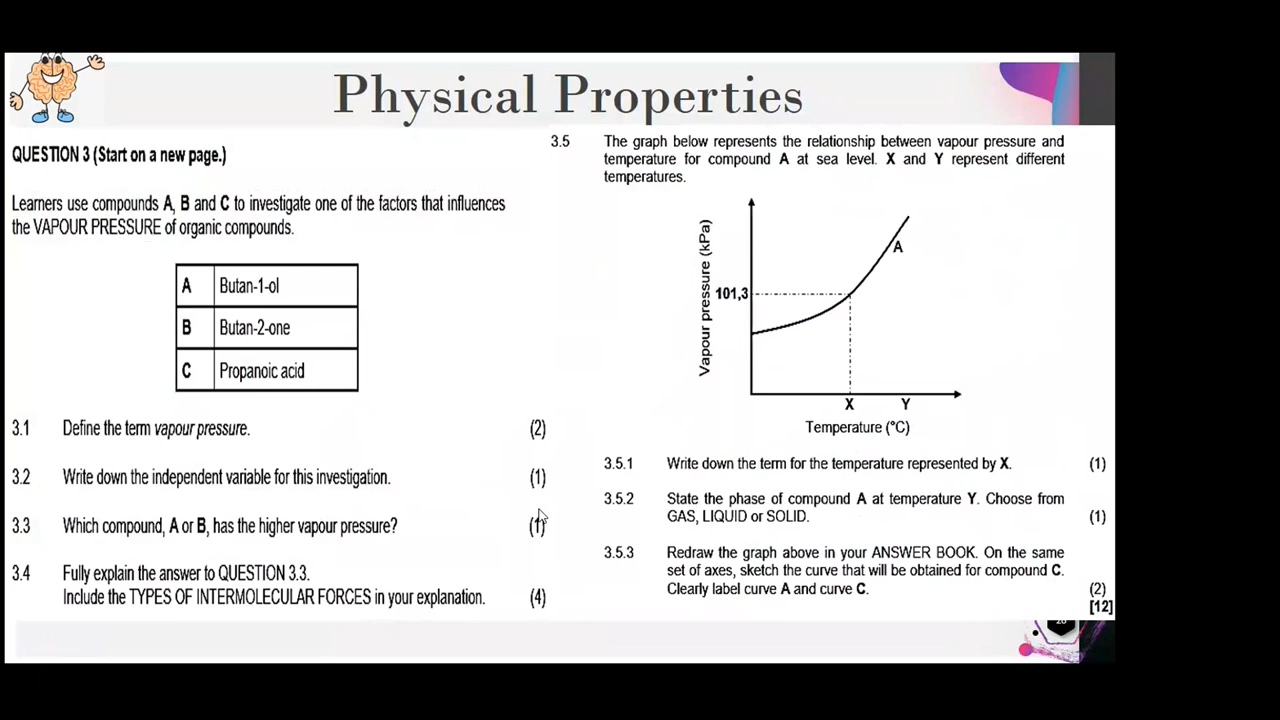 Physical Properties
QUESTION 3 (Start on a new page.)
Learners use compounds A, B and C to investigate one of the factors that influences
the VAPOUR PRESSURE of organic compounds.
A Butan-1-ol
B Butan-2-one
C Propanoic acid
3.1 Define the term vapour pressure. (2)
3.2 Write down the independent variable for this investigation. (1)
3.3 Which compound, A or B, has the higher vapour pressure? (1)
3.4 Fully explain the answer to QUESTION 3.3.
Include the TYPES OF INTERMOLECULAR FORCES in your explanation. (4)
3.5 The graph below represents the relationship between vapour pressure and
temperature for compound A at sea level. X and Y represent different
temperatures.
Vapour pressure (kPa)
A
101,3
X Y
Temperature (°C)
3.5.1 Write down the term for the temperature represented by X. (1)
3.5.2 State the phase of compound A at temperature Y. Choose from
GAS, LIQUID or SOLID. (1)
3.5.3 Redraw the graph above in your ANSWER BOOK. On the same
set of axes, sketch the curve that will be obtained for compound C.
Clearly label curve A and curve C. (2)
[12]